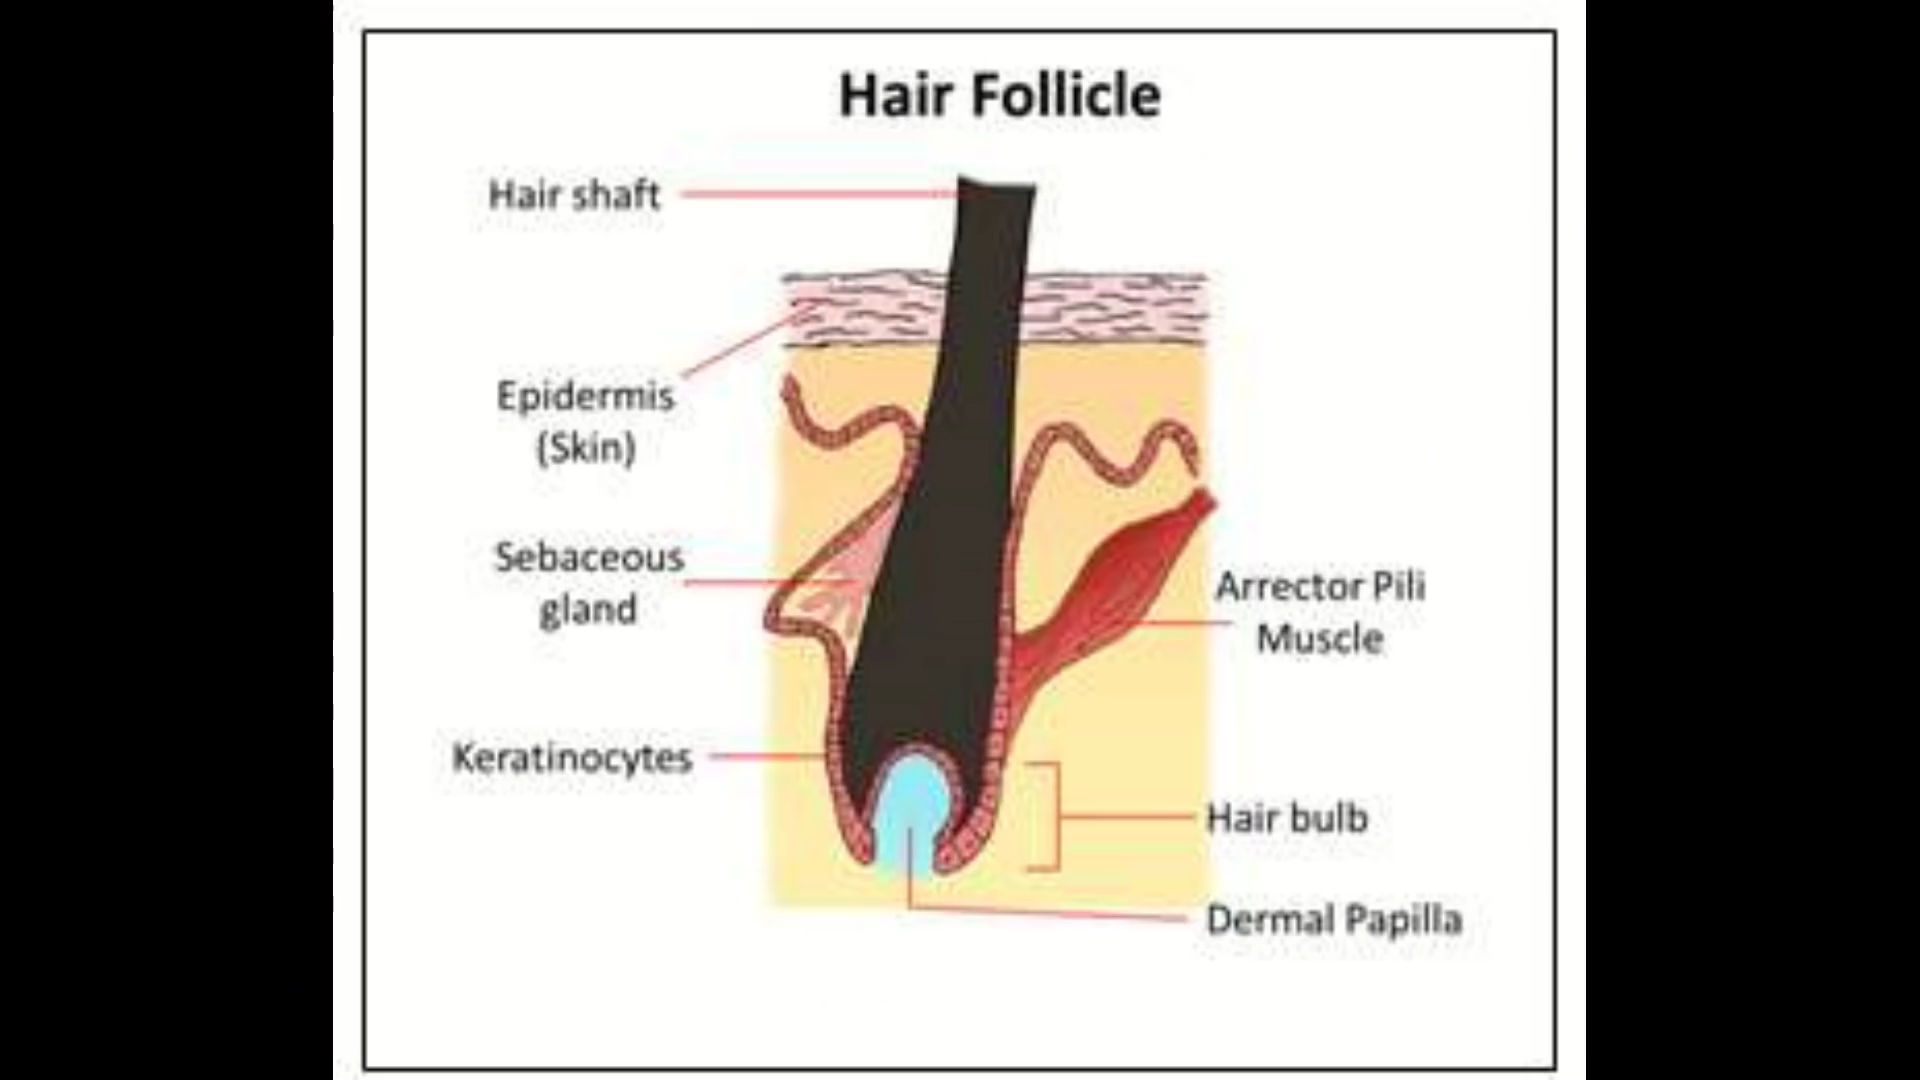 Hair Follicle
Hair shaft
Epidermis
(Skin)
Sebaceous
gland
Arrector Pili
Muscle
Keratinocytes
Hair bulb
Dermal Papilla